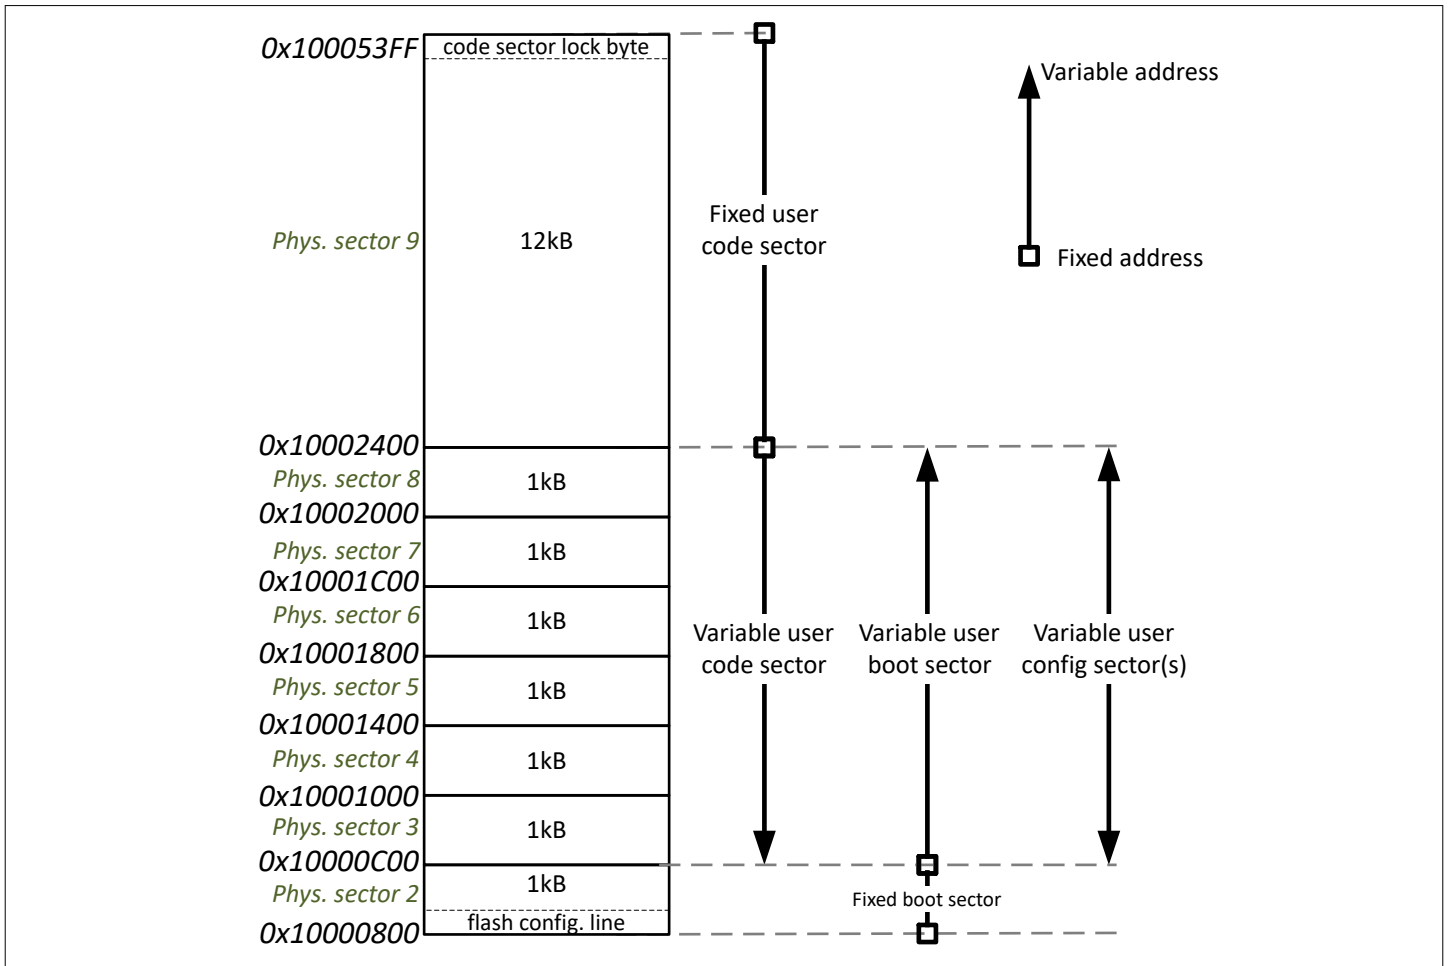 0x100053FF
code sector lock byte
Variable address
Fixed user
code sector
Phys. sector 9
12kB
Fixed address
0x10002400
Phys. sector 8
1kB
0x10002000
Phys. sector 7
1kB
0x10001C00
Phys. sector 6
1kB
Variable user
code sector
Variable user
boot sector
Variable user
config sector(s)
0x10001800
Phys. sector 5
1kB
0x10001400
Phys. sector 4
1kB
0x10001000
Phys. sector 3
1kB
0x10000C00
Phys. sector 2
1kB
Fixed boot sector
flash config. line
0x10000800